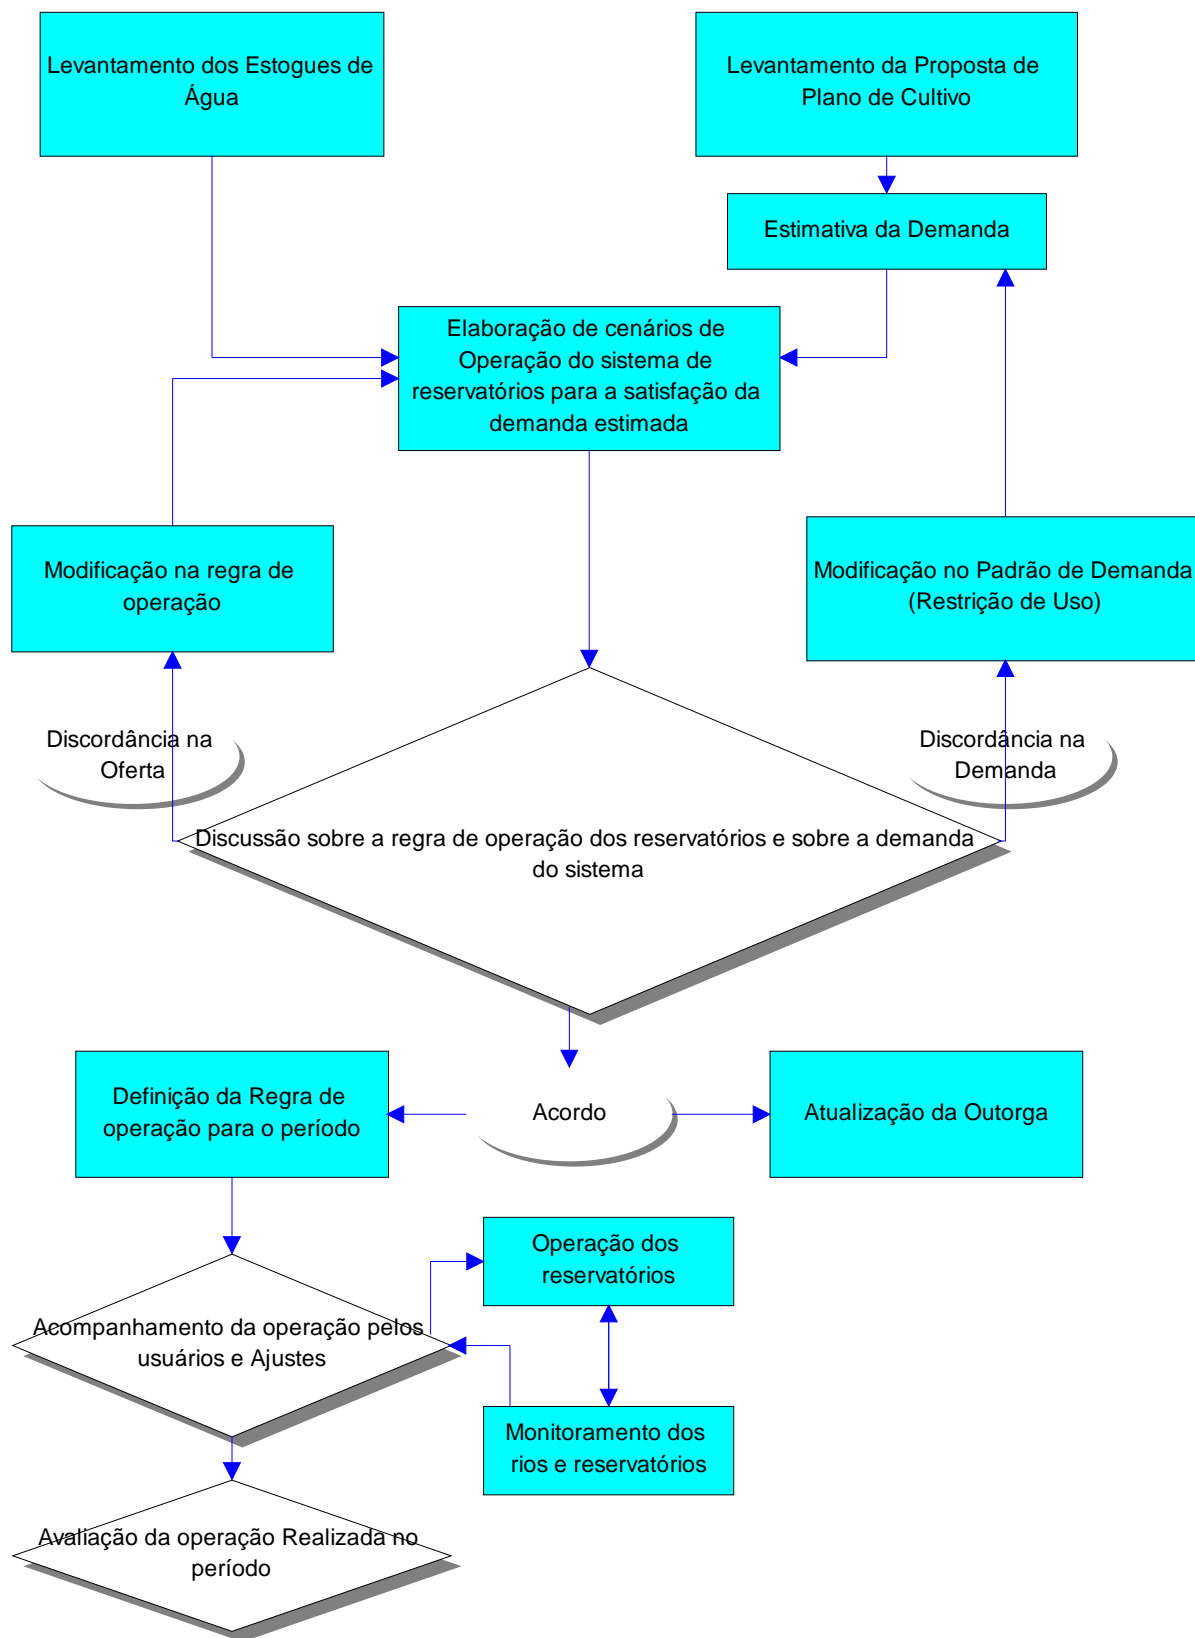 Levantamento dos Estogues de
Água
Levantamento da Proposta de
Plano de Cultivo
Estimativa da Demanda
Elaboração de cenários de
Operação do sistema de
reservatórios para a satisfação da
demanda estimada
Modificação na regra de
operação
Modificação no Padrão de Demanda
(Restrição de Uso)
Discordância na
Oferta
Discordância na
Demanda
Discussão sobre a regra de operação dos reservatórios e sobre a demanda
do sistema
Definição da Regra de
operação para o período
Acordo
Atualização da Outorga
Operação dos
reservatórios
Acompanhamento da operação pelos
usuários e Ajustes
Monitoramento dos
rios e reservatórios
Avaliação da operação Realizada no
período